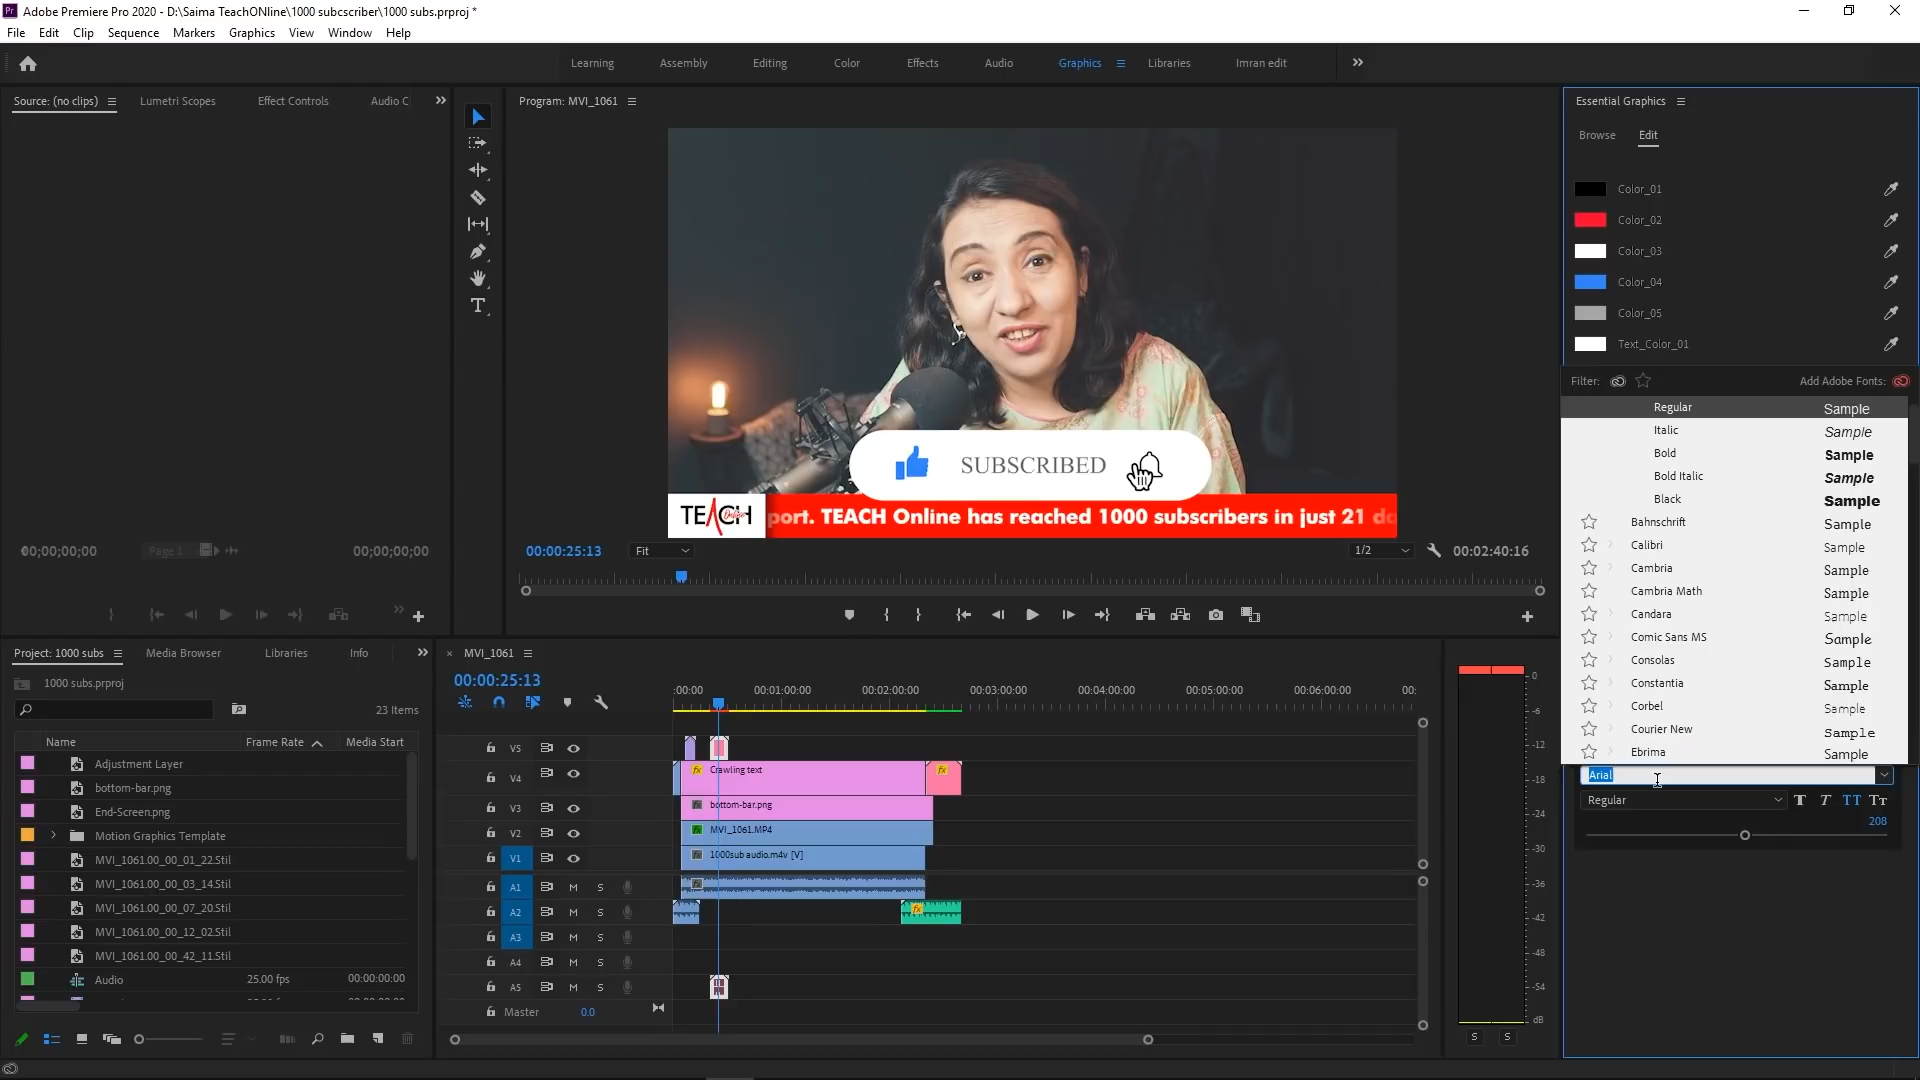 Adobe Premiere Pro 2020 - D:\Saima TeachONline\1000 subcscriber\1000 subs.prproj *
File Edit Clip Sequence Markers Graphics View Window Help
Learning Assembly Editing Color Effects Audio Graphics Libraries Imran edit
Source: (no clips) Lumetri Scopes Effect Controls Audio C
Program: MVI_1061
Essential Graphics
Browse Edit
Color_01
Color_02
Color_03
Color_04
Color_05
Text_Color_01
Filter: Add Adobe Fonts:
Regular Sample
Italic Sample
Bold Sample
Bold Italic Sample
Black Sample
Bahnschrift Sample
Calibri Sample
Cambria Sample
Cambria Math Sample
Candara Sample
Comic Sans MS Sample
Consolas Sample
Constantia Sample
Corbel Sample
Courier New Sample
Ebrima Sample
Arial
Regular
208
SUBSCRIBED
TEACH Online
port. TEACH Online has reached 1000 subscribers in just 21 da
00;00;00;00 Page 1 00;00;00;00
00:00:25:13 Fit 1/2 00:02:40:16
Project: 1000 subs Media Browser Libraries Info
1000 subs.prproj
23 Items
Name Frame Rate Media Start
Adjustment Layer
bottom-bar.png
End-Screen.png
Motion Graphics Template
MVI_1061.00_00_01_22.Stil
MVI_1061.00_00_03_14.Stil
MVI_1061.00_00_07_20.Stil
MVI_1061.00_00_12_02.Stil
MVI_1061.00_00_42_11.Stil
Audio 25.00 fps 00:00:00:00
MVI_1061
00:00:25:13
:00:00 00:01:00:00 00:02:00:00 00:03:00:00 00:04:00:00 00:05:00:00 00:06:00:00 00:
V5
V4 fx Crawling text fx
V3 fx bottom-bar.png
V2 fx MVI_1061.MP4
V1 fx 1000sub audio.m4v [V]
A1 M S fx
A2 M S fx
A3 M S
A4 M S
A5 M S
Master 0.0
0
-6
-12
-18
-24
-30
-36
-42
-48
-54
dB
S S